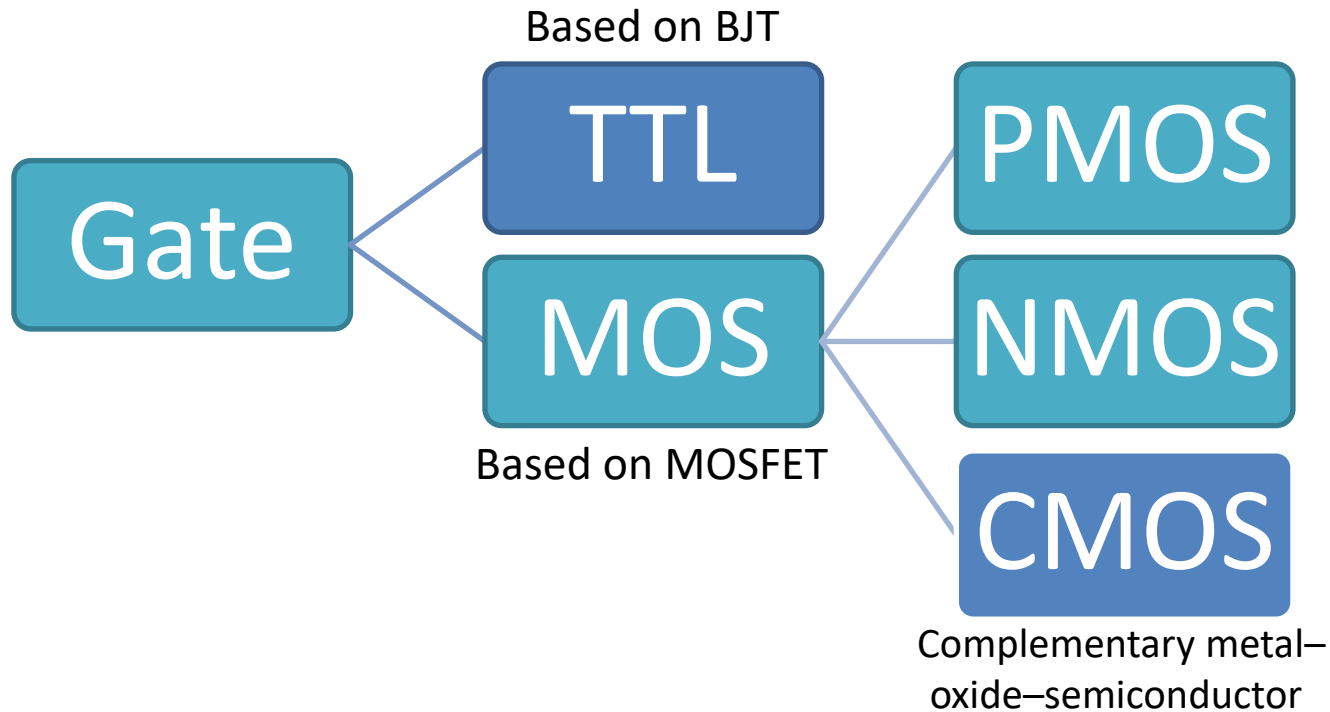 Based on BJT
TTL
PMOS
Gate
MOS
NMOS
Based on MOSFET
CMOS
Complementary metal–
oxide–semiconductor